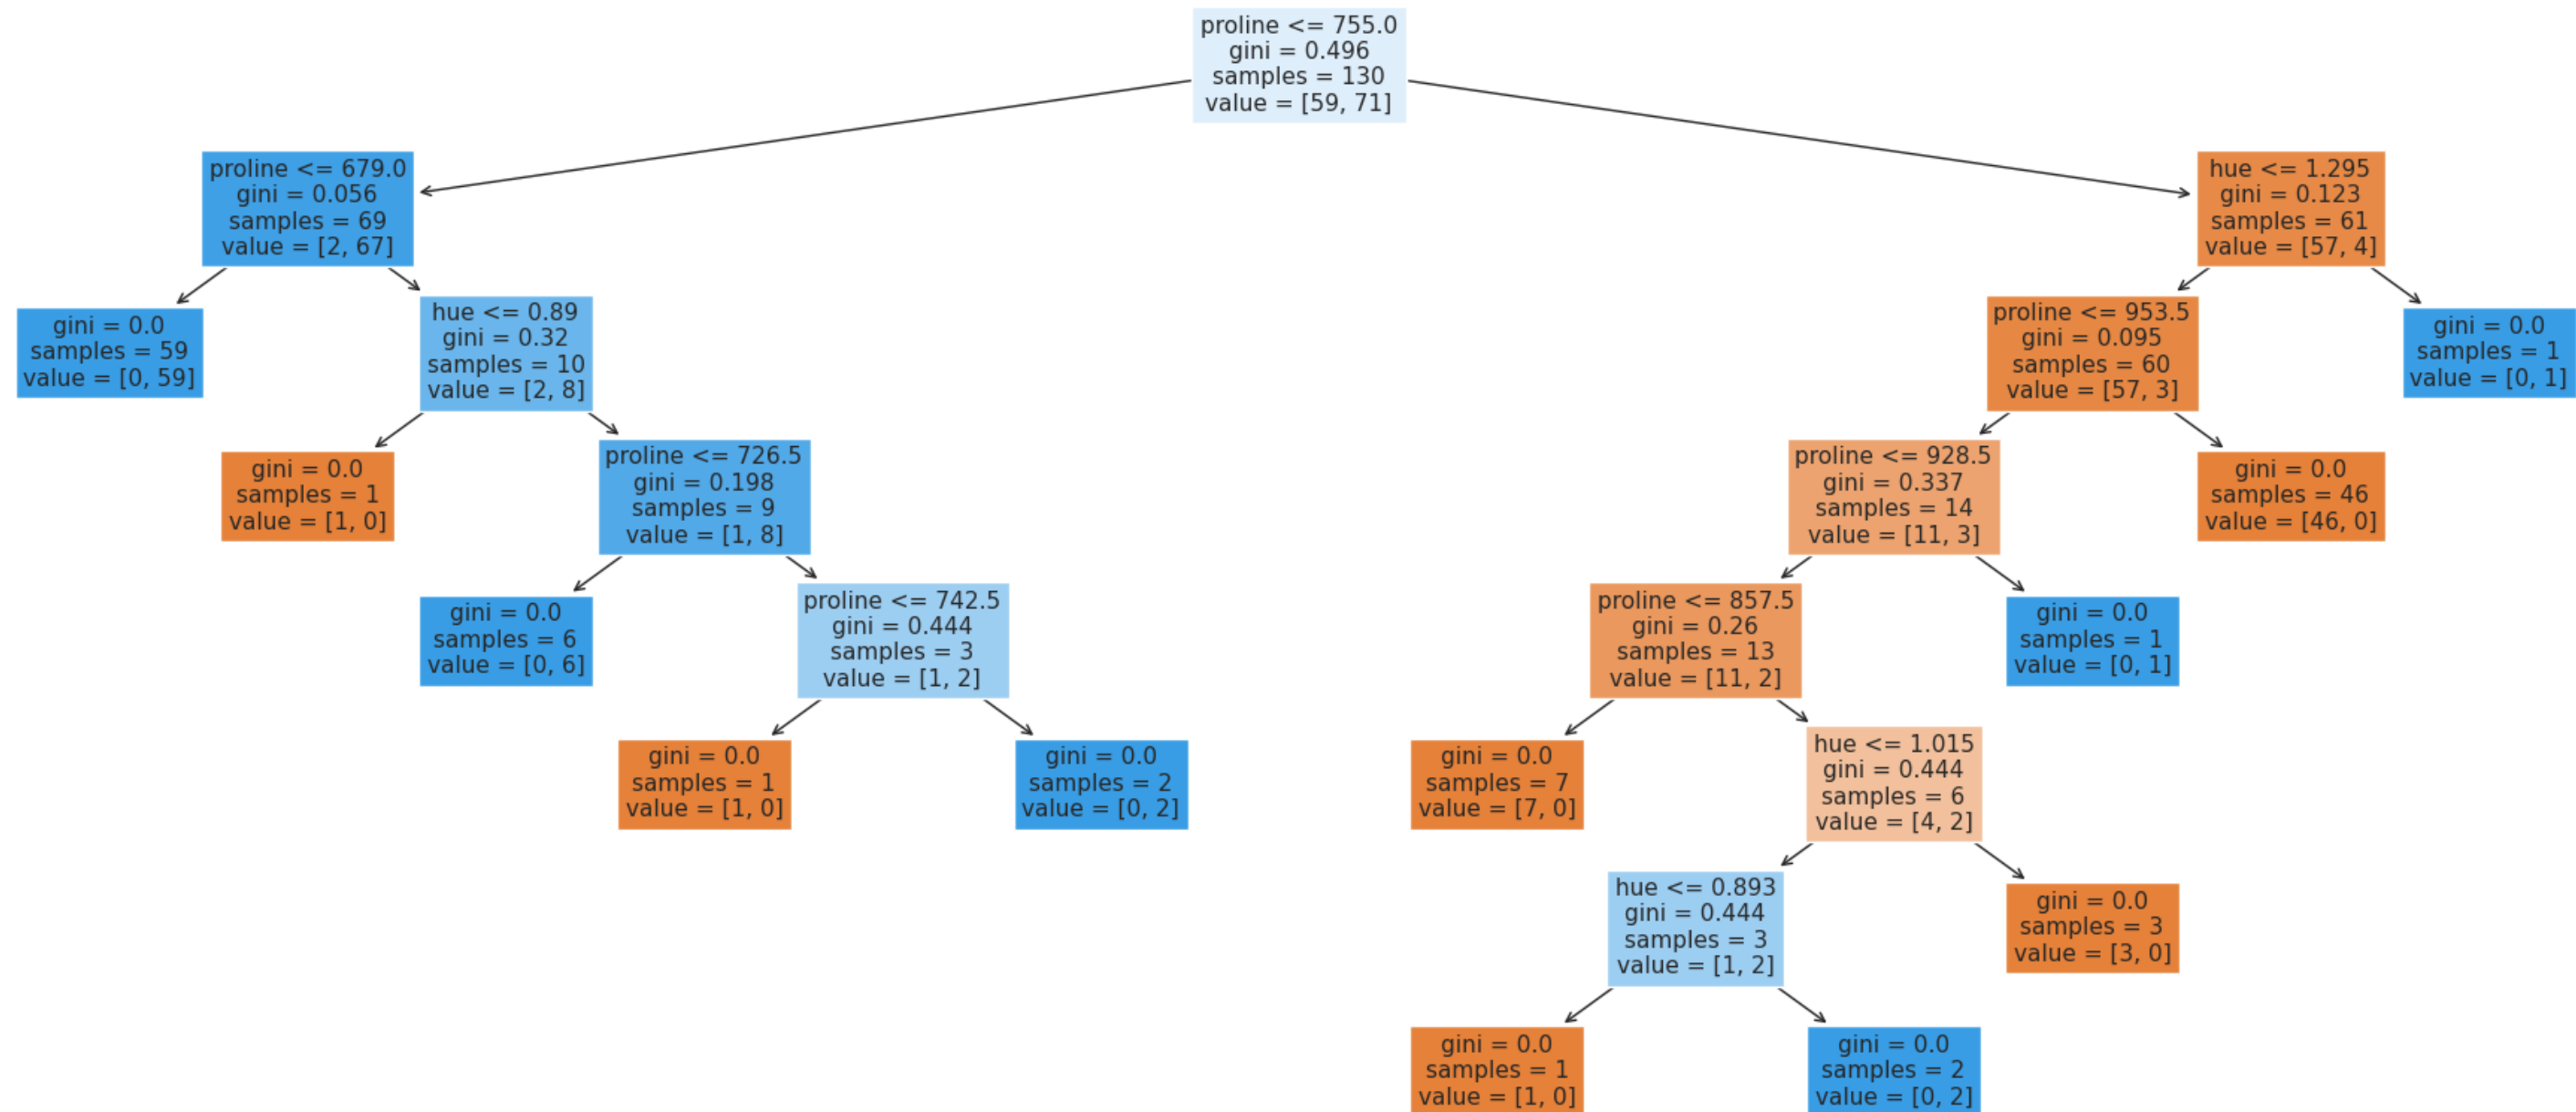 proline <= 755.0
gini = 0.496
samples = 130
value = [59, 71]
proline <= 679.0
gini = 0.056
samples = 69
value = [2, 67]
hue <= 1.295
gini = 0.123
samples = 61
value = [57, 4]
gini = 0.0
samples = 59
value = [0, 59]
hue <= 0.89
gini = 0.32
samples = 10
value = [2, 8]
proline <= 953.5
gini = 0.095
samples = 60
value = [57, 3]
gini = 0.0
samples = 1
value = [0, 1]
gini = 0.0
samples = 1
value = [1, 0]
proline <= 726.5
gini = 0.198
samples = 9
value = [1, 8]
proline <= 928.5
gini = 0.337
samples = 14
value = [11, 3]
gini = 0.0
samples = 46
value = [46, 0]
gini = 0.0
samples = 6
value = [0, 6]
proline <= 742.5
gini = 0.444
samples = 3
value = [1, 2]
proline <= 857.5
gini = 0.26
samples = 13
value = [11, 2]
gini = 0.0
samples = 1
value = [0, 1]
gini = 0.0
samples = 1
value = [1, 0]
gini = 0.0
samples = 2
value = [0, 2]
gini = 0.0
samples = 7
value = [7, 0]
hue <= 1.015
gini = 0.444
samples = 6
value = [4, 2]
hue <= 0.893
gini = 0.444
samples = 3
value = [1, 2]
gini = 0.0
samples = 3
value = [3, 0]
gini = 0.0
samples = 1
value = [1, 0]
gini = 0.0
samples = 2
value = [0, 2]